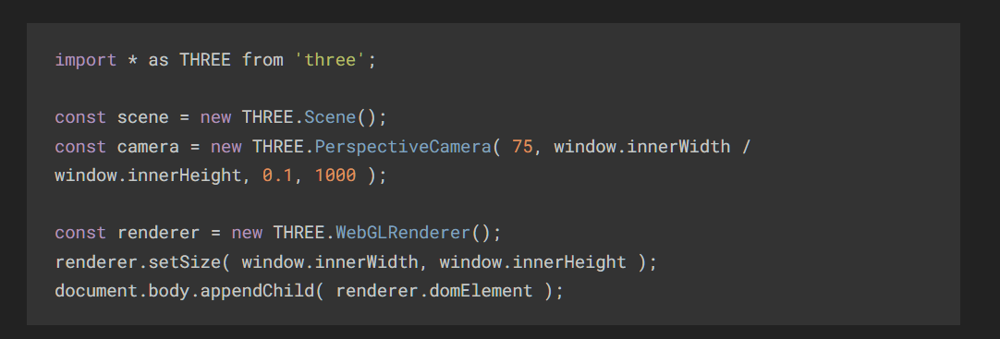 import * as THREE from 'three';
const scene = new THREE.Scene();
const camera = new THREE.PerspectiveCamera( 75, window.innerWidth /
window.innerHeight, 0.1, 1000 );
const renderer = new THREE.WebGLRenderer();
renderer.setSize( window.innerWidth, window.innerHeight );
document.body.appendChild( renderer.domElement );